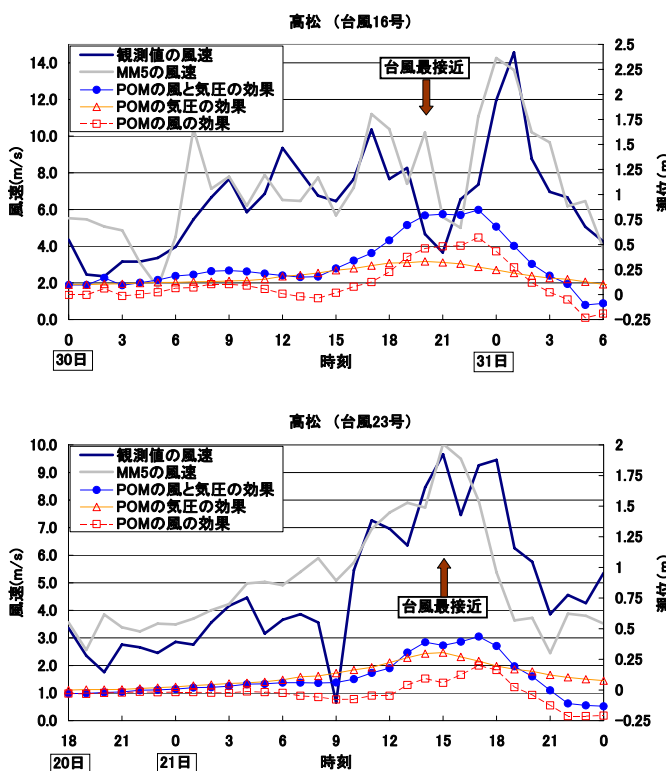 高松 （台風16号）
観測値の風速
MM5の風速
POMの風と気圧の効果
POMの気圧の効果
POMの風の効果
台風最接近
14.0
12.0
10.0
8.0
6.0
4.0
2.0
0.0
風速(m/s)
2.5
2.25
2
1.75
1.5
1.25
1
0.75
0.5
0.25
0
-0.25
潮位(m)
0 3 6 9 12 15 18 21 0 3 6
30日 時刻 31日
高松 （台風23号）
観測値の風速
MM5の風速
POMの風と気圧の効果
POMの気圧の効果
POMの風の効果
台風最接近
10.0
9.0
8.0
7.0
6.0
5.0
4.0
3.0
2.0
1.0
0.0
風速(m/s)
2
1.75
1.5
1.25
1
0.75
0.5
0.25
0
-0.25
潮位(m)
18 21 0 3 6 9 12 15 18 21 0
20日 21日 時刻